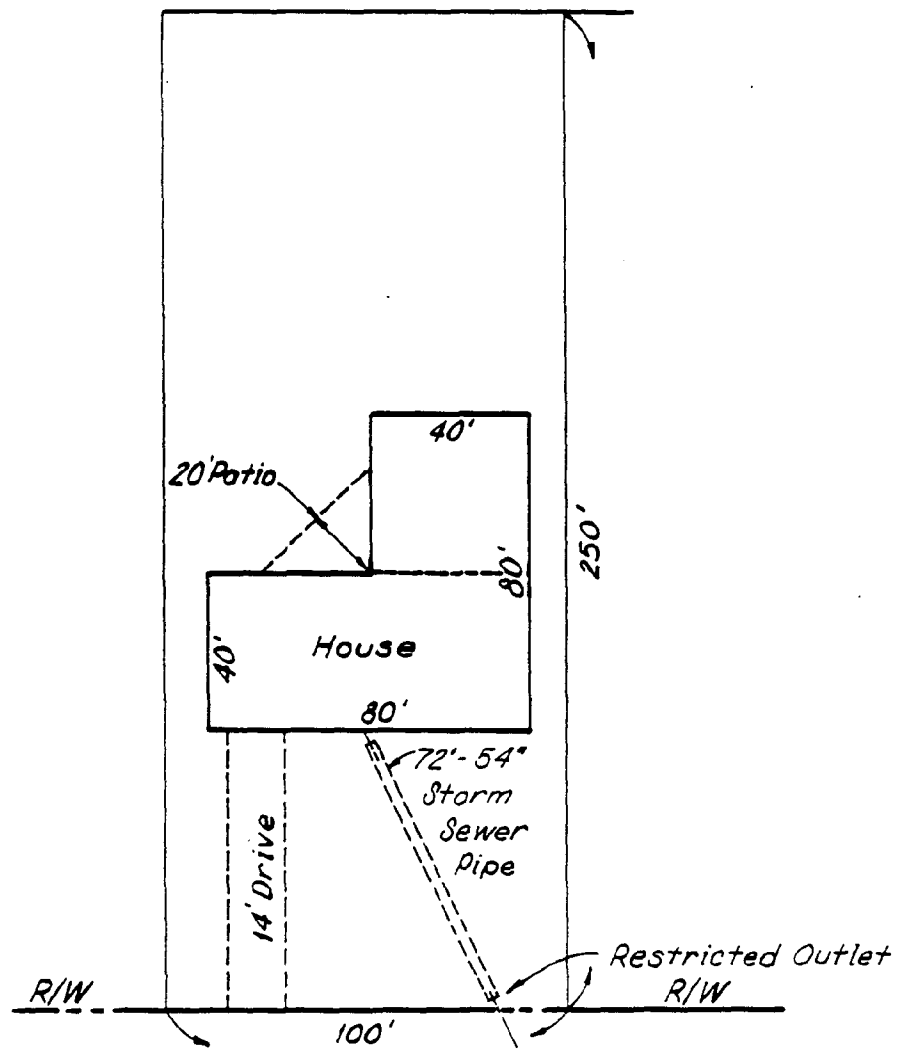 40'
20' Patio
250'
80'
40'
House
80'
72'-54"
Storm
Sewer
Pipe
14' Drive
Restricted Outlet
R/W
R/W
100'